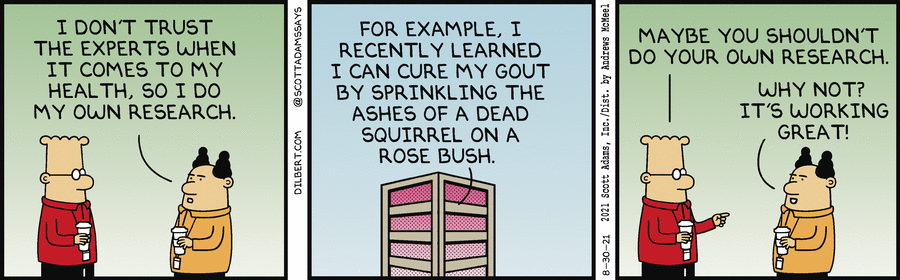 I DON'T TRUST
THE EXPERTS WHEN
IT COMES TO MY
HEALTH, SO I DO
MY OWN RESEARCH.
DILBERT.COM @SCOTTADAMSSAYS
FOR EXAMPLE, I
RECENTLY LEARNED
I CAN CURE MY GOUT
BY SPRINKLING THE
ASHES OF A DEAD
SQUIRREL ON A
ROSE BUSH.
8-30-21 2021 Scott Adams, Inc./Dist. by Andrews McMeel
MAYBE YOU SHOULDN'T
DO YOUR OWN RESEARCH.
WHY NOT?
IT'S WORKING
GREAT!